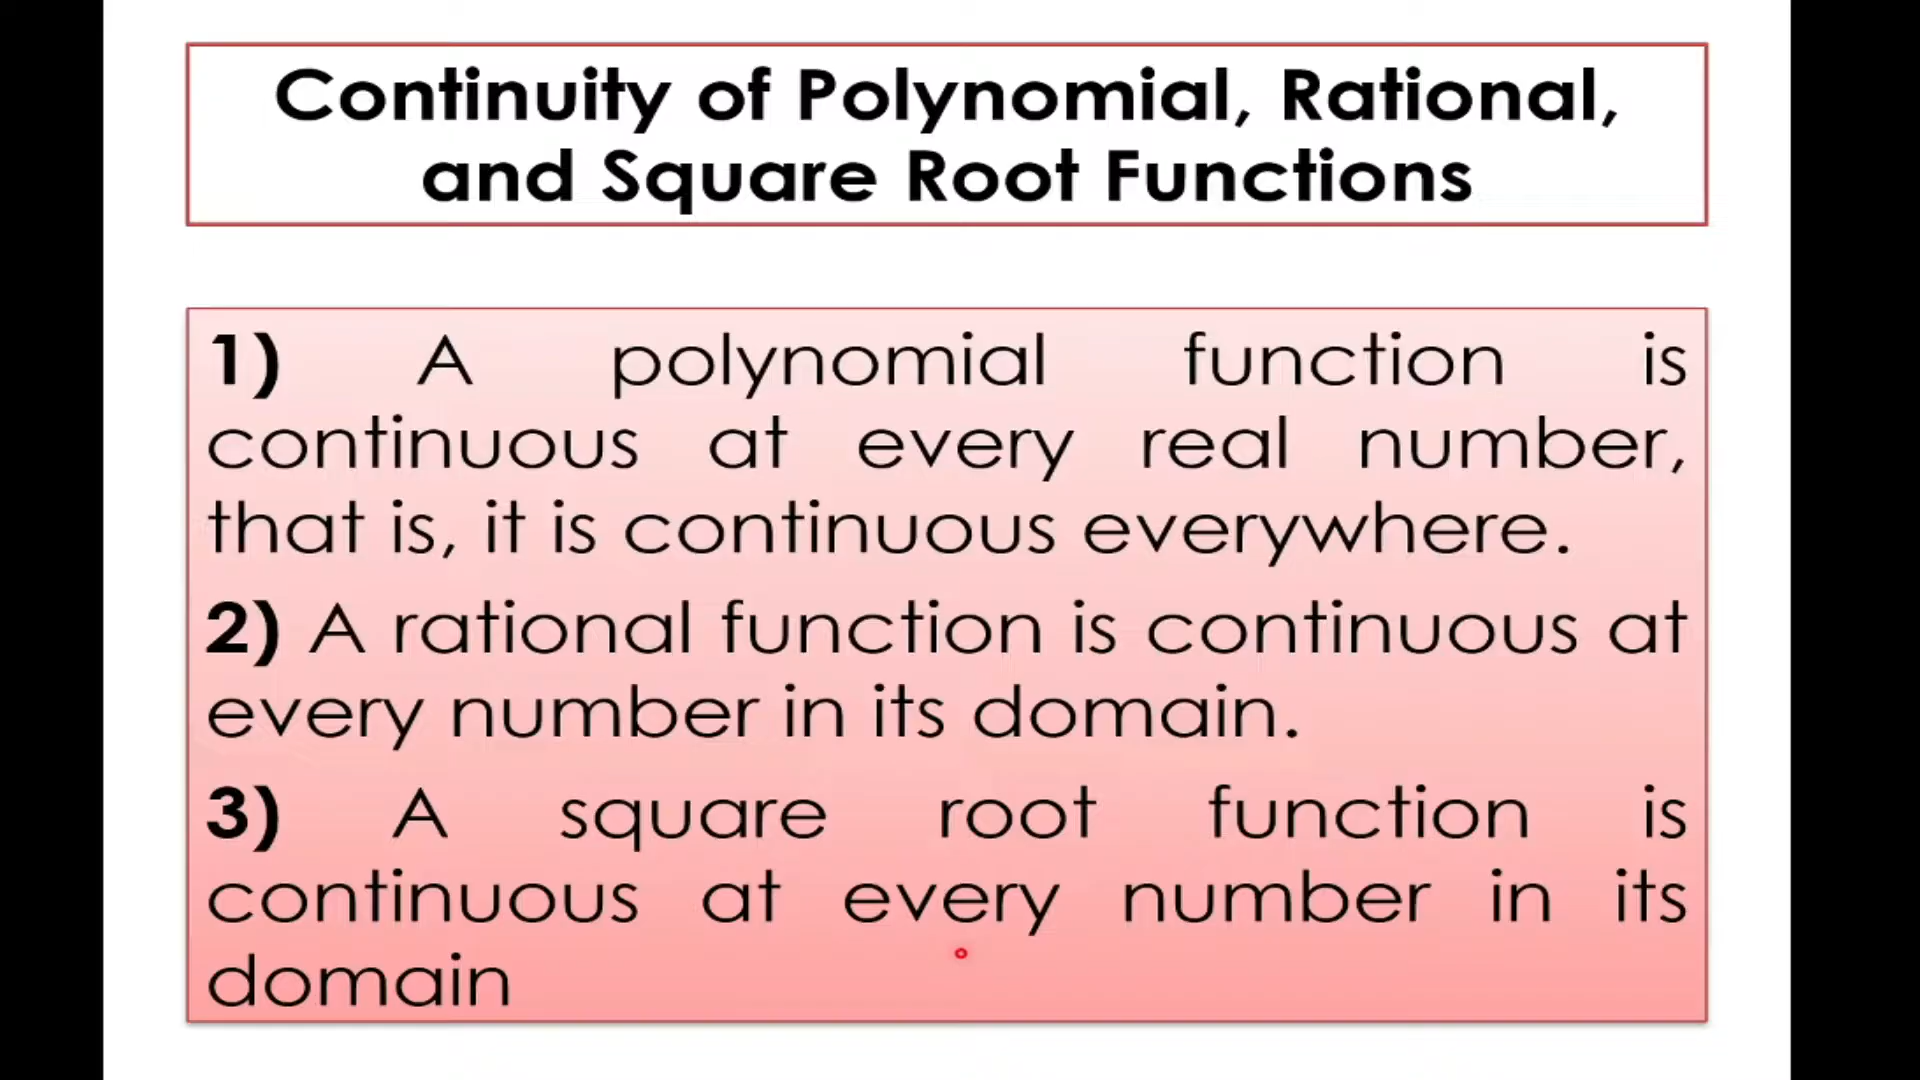 Continuity of Polynomial, Rational,
and Square Root Functions
1) A polynomial function is
continuous at every real number,
that is, it is continuous everywhere.
2) A rational function is continuous at
every number in its domain.
3) A square root function is
continuous at every number in its
domain